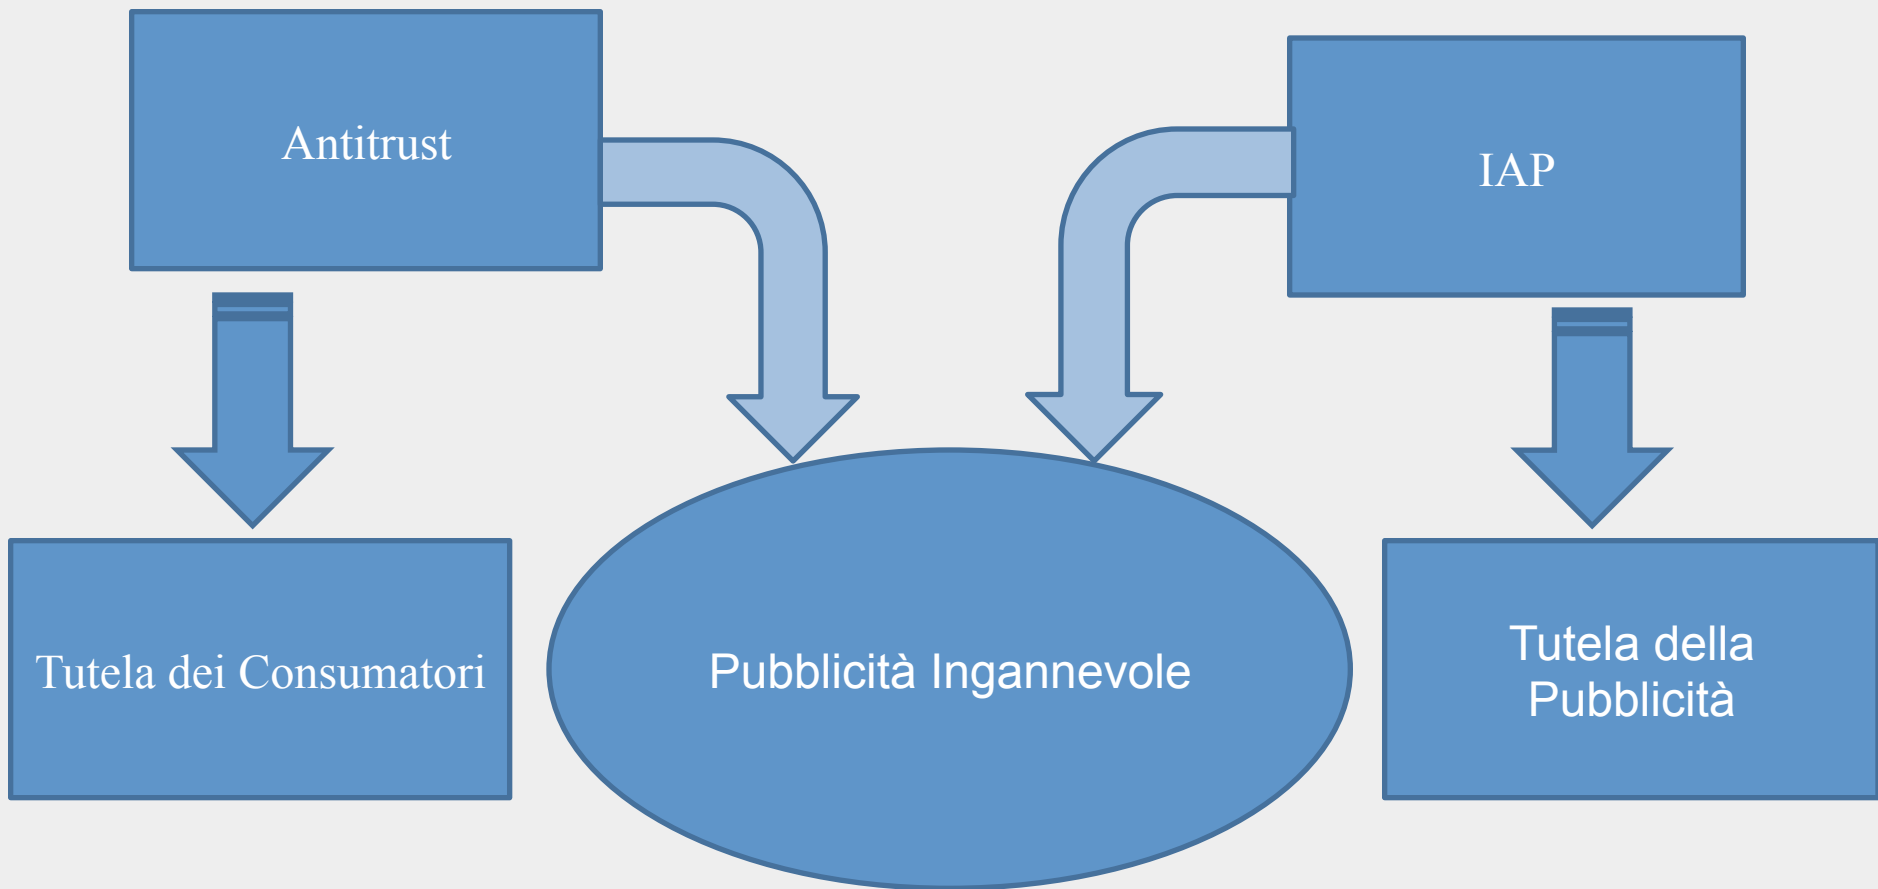 Antitrust
IAP
Tutela dei Consumatori
Pubblicità Ingannevole
Tutela della
Pubblicità